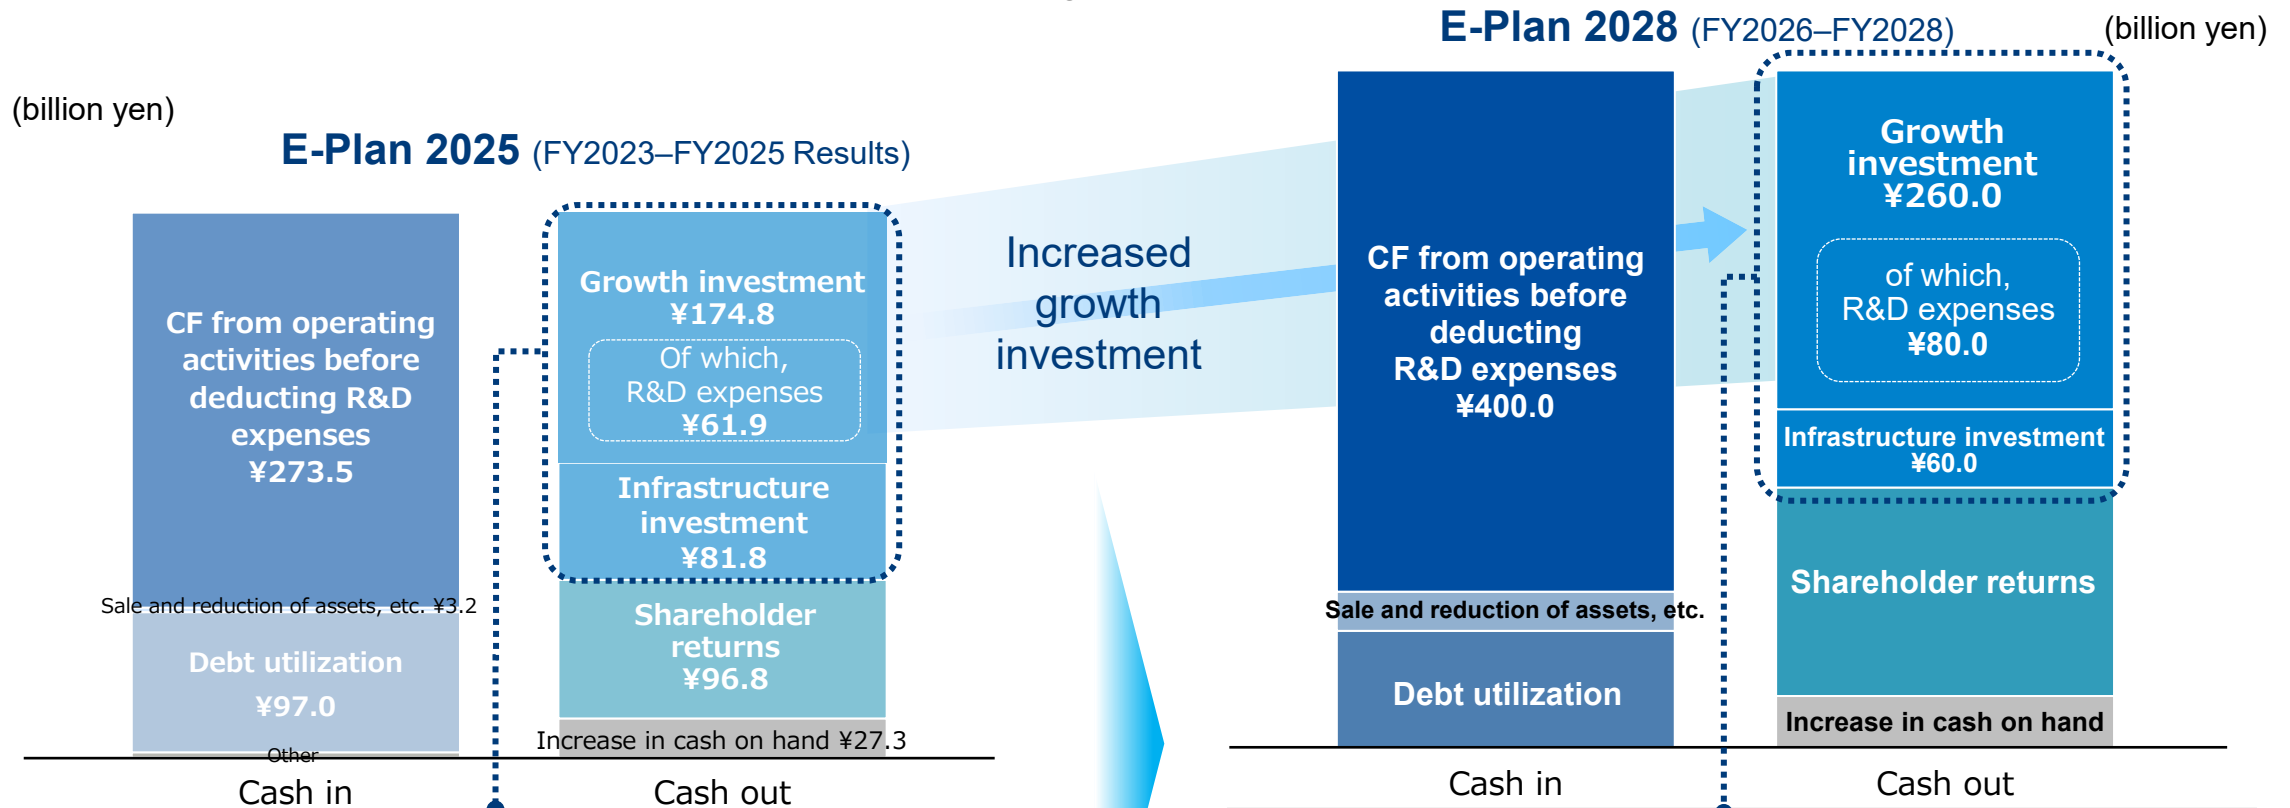 (billion yen)
E-Plan 2025 (FY2023–FY2025 Results)
CF from operating
activities before
deducting R&D
expenses
¥273.5
Sale and reduction of assets, etc. ¥3.2
Debt utilization
¥97.0
Other
Cash in
Growth investment
¥174.8
Of which,
R&D expenses
¥61.9
Infrastructure
investment
¥81.8
Shareholder
returns
¥96.8
Increase in cash on hand ¥27.3
Cash out
Increased
growth
investment
E-Plan 2028 (FY2026–FY2028)
(billion yen)
CF from operating
activities before
deducting
R&D expenses
¥400.0
Sale and reduction of assets, etc.
Debt utilization
Cash in
Growth
investment
¥260.0
of which,
R&D expenses
¥80.0
Infrastructure investment
¥60.0
Shareholder returns
Increase in cash on hand
Cash out